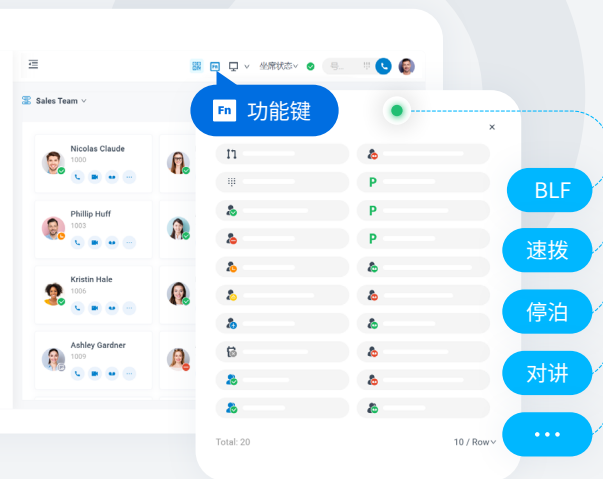 坐席状态
Sales Team
Fn 功能键
Nicolas Claude
1000
Phillip Huff
1003
Kristin Hale
1006
Ashley Gardner
1009
P
P
P
Total: 20
10 / Row
BLF
速拨
停泊
对讲
...